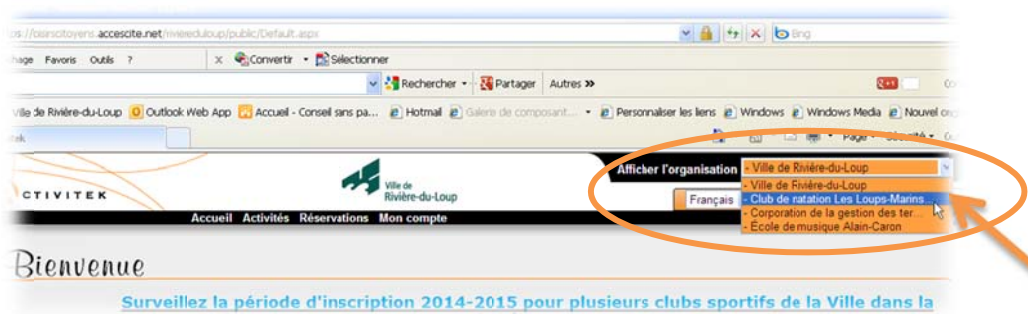 ps://loisirscitoyens.accescite.net/riviereduloup/public/Default.aspx Bing
hage Favoris Outils ? x Convertir Sélectionner
Rechercher Partager Autres »
Ville de Rivière-du-Loup Outlook Web App Accueil - Conseil sans pa... Hotmail Galerie de composant... Personnaliser les liens Windows Windows Media Nouvel
Page Sécurité
Afficher l'organisation - Ville de Rivière-du-Loup
CTIVITEK
Ville de
Rivière-du-Loup
Français
- Ville de Rivière-du-Loup
- Club de natation Les Loups-Marins...
- Corporation de la gestion des ter...
- École de musique Alain-Caron
Accueil Activités Réservations Mon compte
Bienvenue
Surveillez la période d'inscription 2014-2015 pour plusieurs clubs sportifs de la Ville dans la